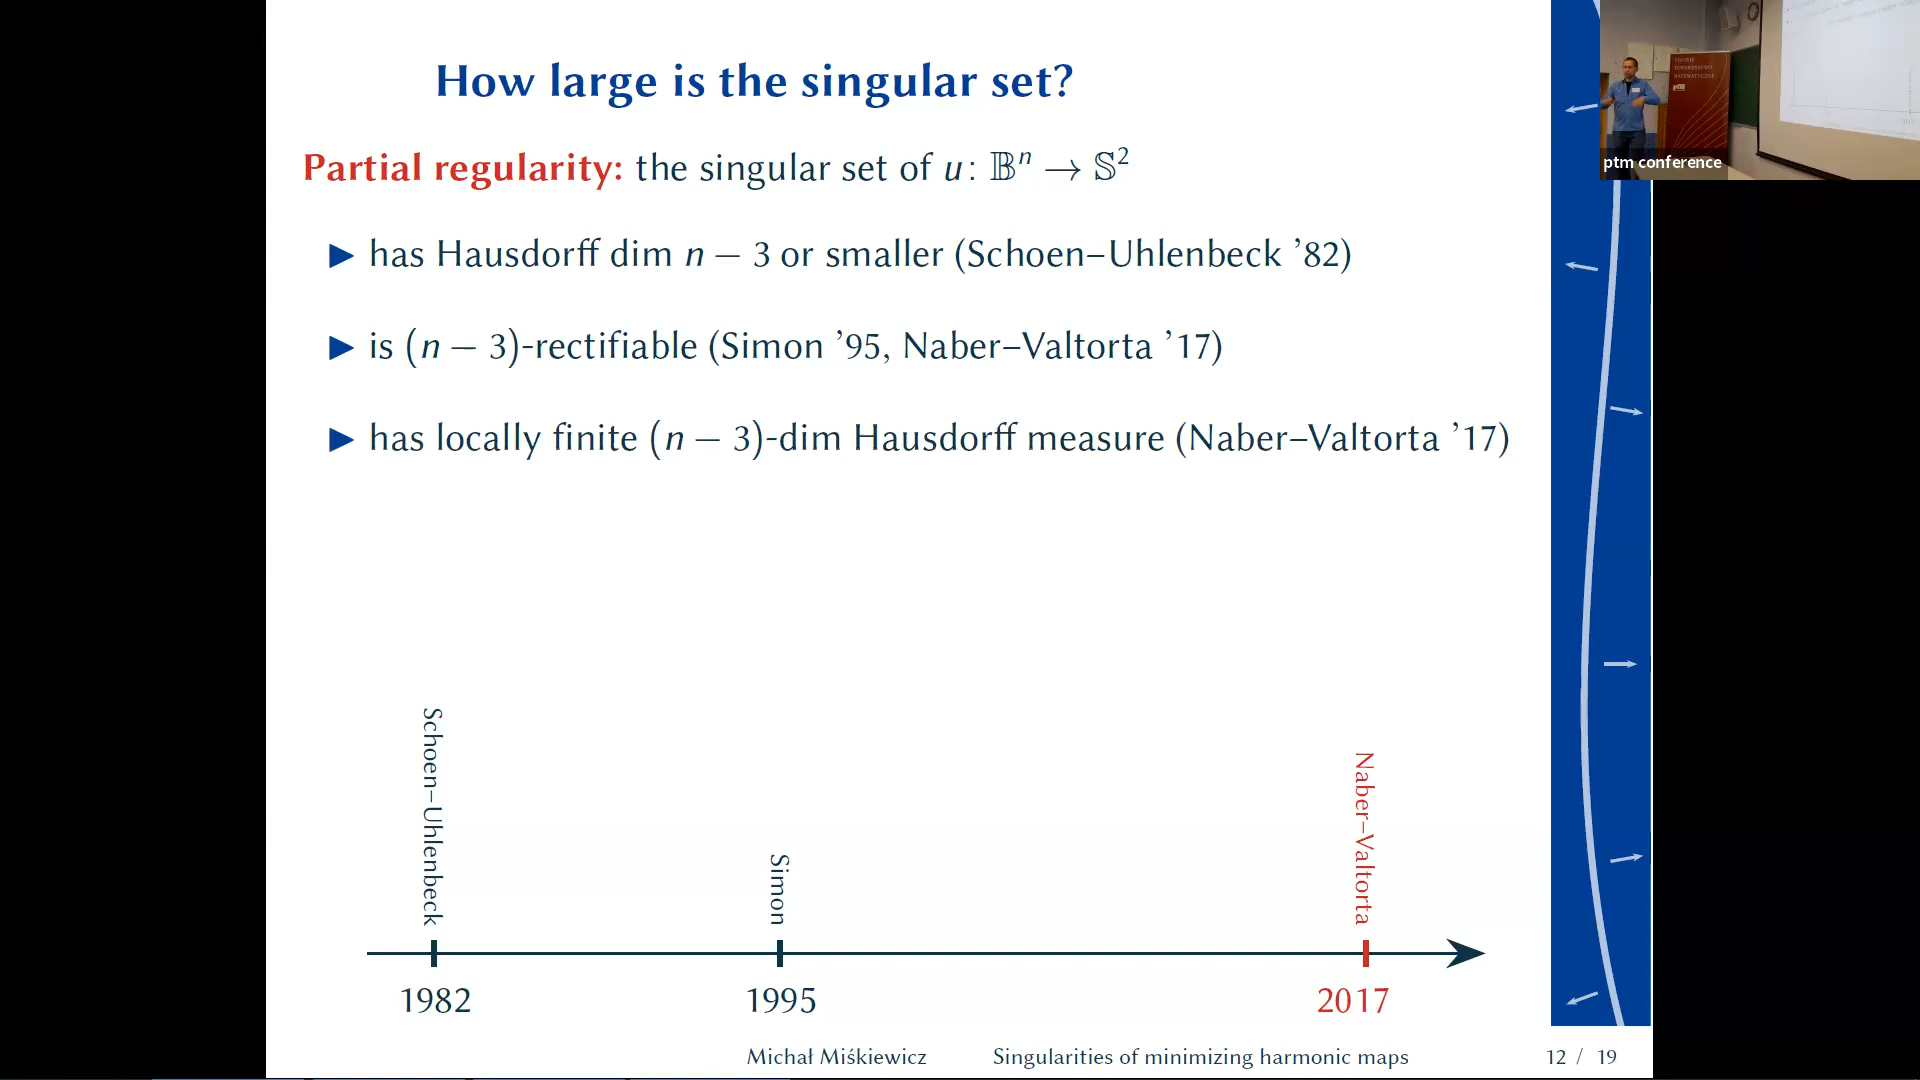 How large is the singular set?
Partial regularity: the singular set of u: 𝔹ⁿ → 𝕊²
▶ has Hausdorff dim n − 3 or smaller (Schoen–Uhlenbeck ’82)
▶ is (n − 3)-rectifiable (Simon ’95, Naber–Valtorta ’17)
▶ has locally finite (n − 3)-dim Hausdorff measure (Naber–Valtorta ’17)
Schoen–Uhlenbeck
Simon
Naber–Valtorta
1982
1995
2017
Michał Miśkiewicz Singularities of minimizing harmonic maps 12 / 19
POLSKIE
TOWARZYSTWO
MATEMATYCZNE
ptm conference